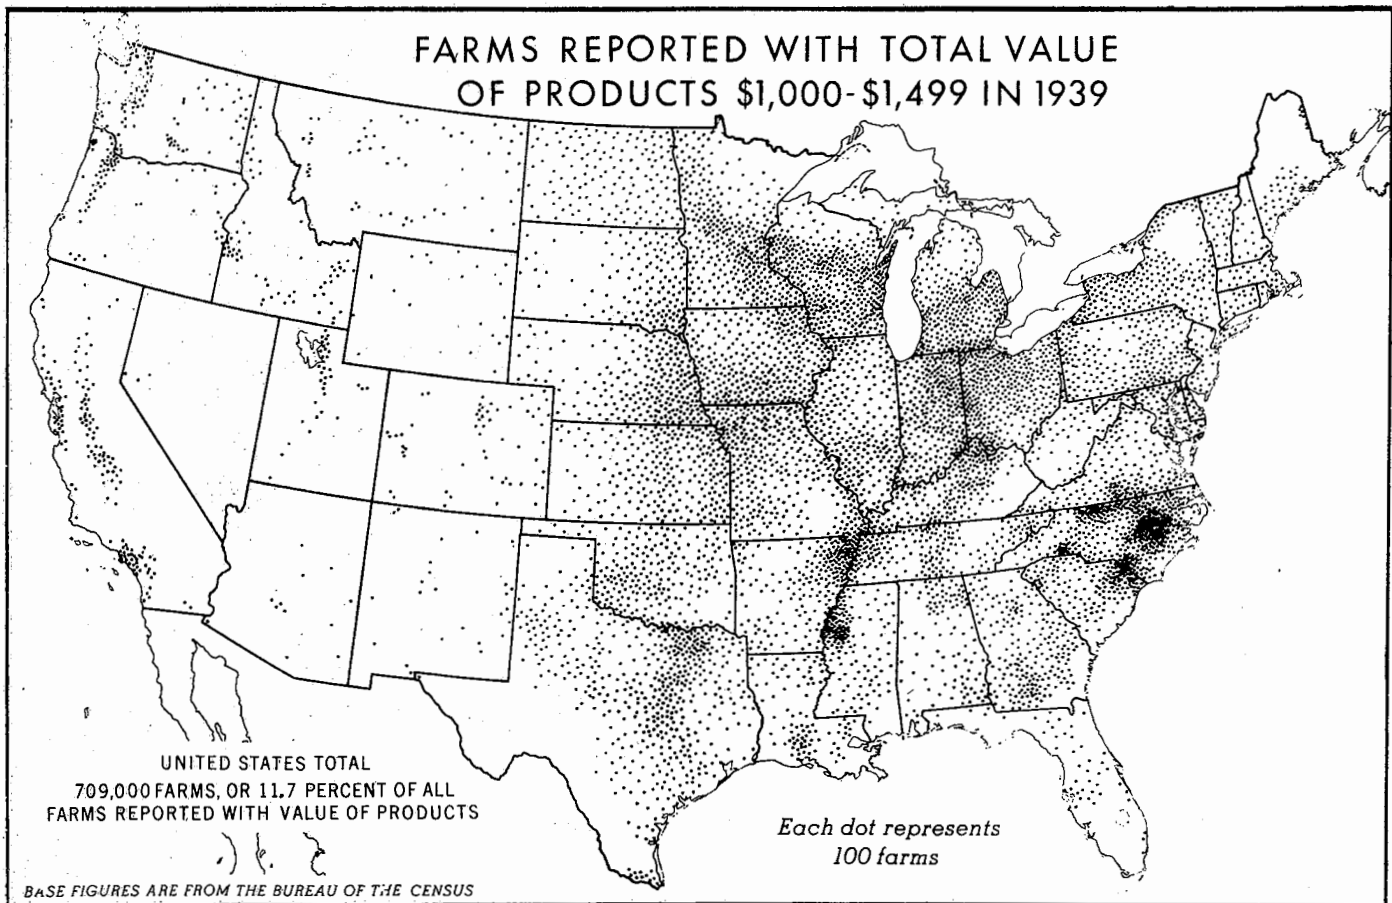 FARMS REPORTED WITH TOTAL VALUE
OF PRODUCTS $1,000-$1,499 IN 1939
UNITED STATES TOTAL
709,000 FARMS, OR 11.7 PERCENT OF ALL
FARMS REPORTED WITH VALUE OF PRODUCTS
Each dot represents
100 farms
BASE FIGURES ARE FROM THE BUREAU OF THE CENSUS